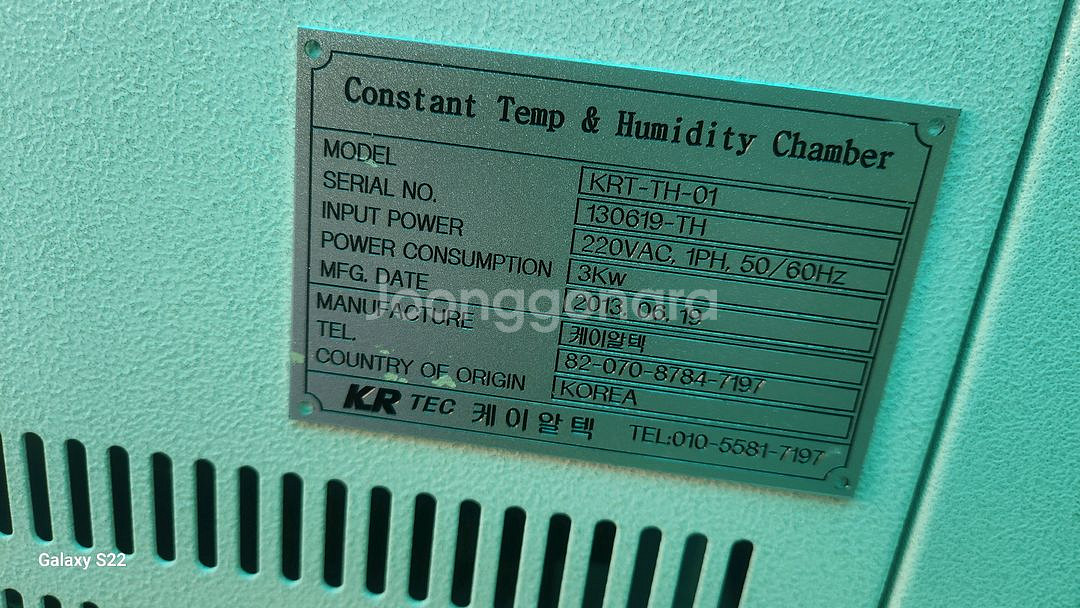 Constant Temp & Humidity Chamber
MODEL KRT-TH-01
SERIAL NO. 130619-TH
INPUT POWER 220VAC, 1PH, 50/60Hz
POWER CONSUMPTION 3Kw
MFG. DATE 2013. 06. 19
MANUFACTURE 케이알텍
TEL. 82-070-8784-7197
COUNTRY OF ORIGIN KOREA
KR TEC 케이알텍 TEL:010-5581-7197
Joonggonara
Galaxy S22